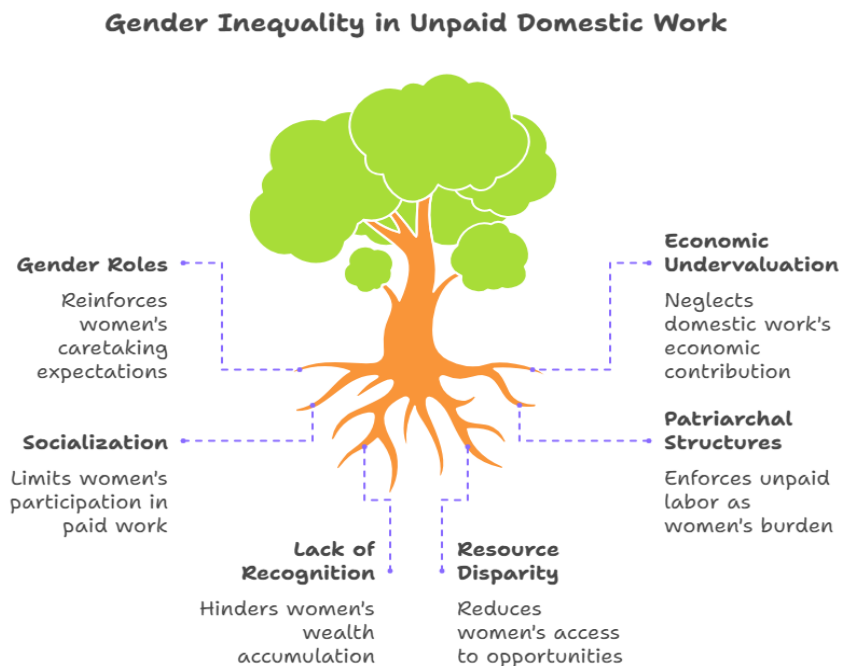 Gender Inequality in Unpaid Domestic Work
Gender Roles
Reinforces
women's
caretaking
expectations
Socialization
Limits women's
participation in
paid work
Lack of
Recognition
Hinders women's
wealth
accumulation
Resource
Disparity
Reduces
women's access
to opportunities
Economic
Undervaluation
Neglects
domestic work's
economic
contribution
Patriarchal
Structures
Enforces unpaid
labor as
women's burden